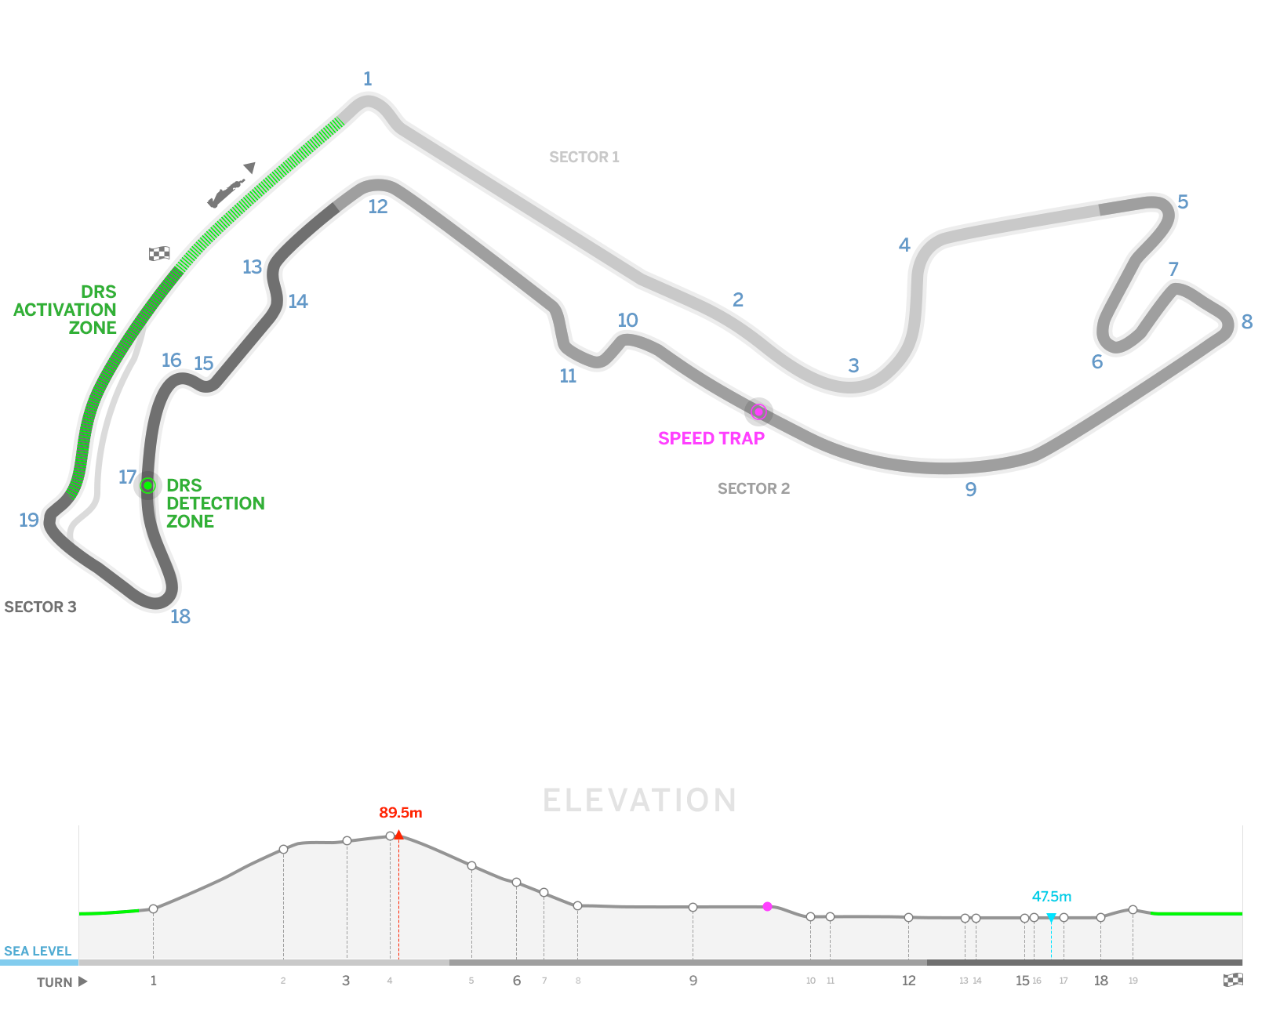 1
SECTOR 1
5
12
4
13
7
DRS
ACTIVATION
ZONE
14
2
10
8
16
15
3
6
11
SPEED TRAP
17
DRS
DETECTION
ZONE
SECTOR 2
9
19
SECTOR 3
18
ELEVATION
89.5m
47.5m
SEA LEVEL
TURN 1 2 3 4 5 6 7 8 9 10 11 12 13 14 15 16 17 18 19